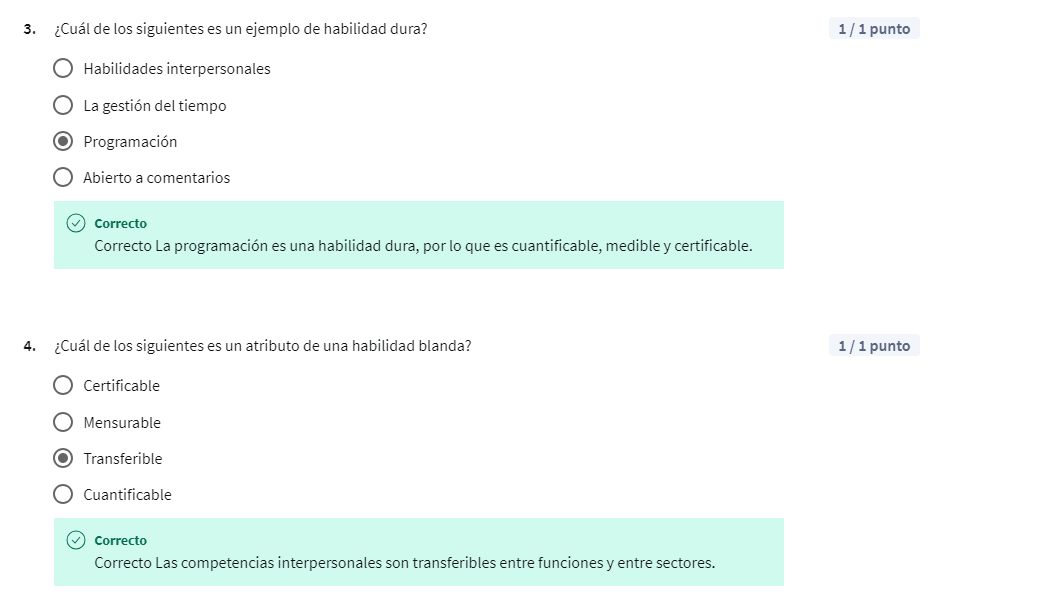 3. ¿Cuál de los siguientes es un ejemplo de habilidad dura? 1 / 1 punto
Habilidades interpersonales
La gestión del tiempo
Programación
Abierto a comentarios
Correcto
Correcto La programación es una habilidad dura, por lo que es cuantificable, medible y certificable.
4. ¿Cuál de los siguientes es un atributo de una habilidad blanda? 1 / 1 punto
Certificable
Mensurable
Transferible
Cuantificable
Correcto
Correcto Las competencias interpersonales son transferibles entre funciones y entre sectores.